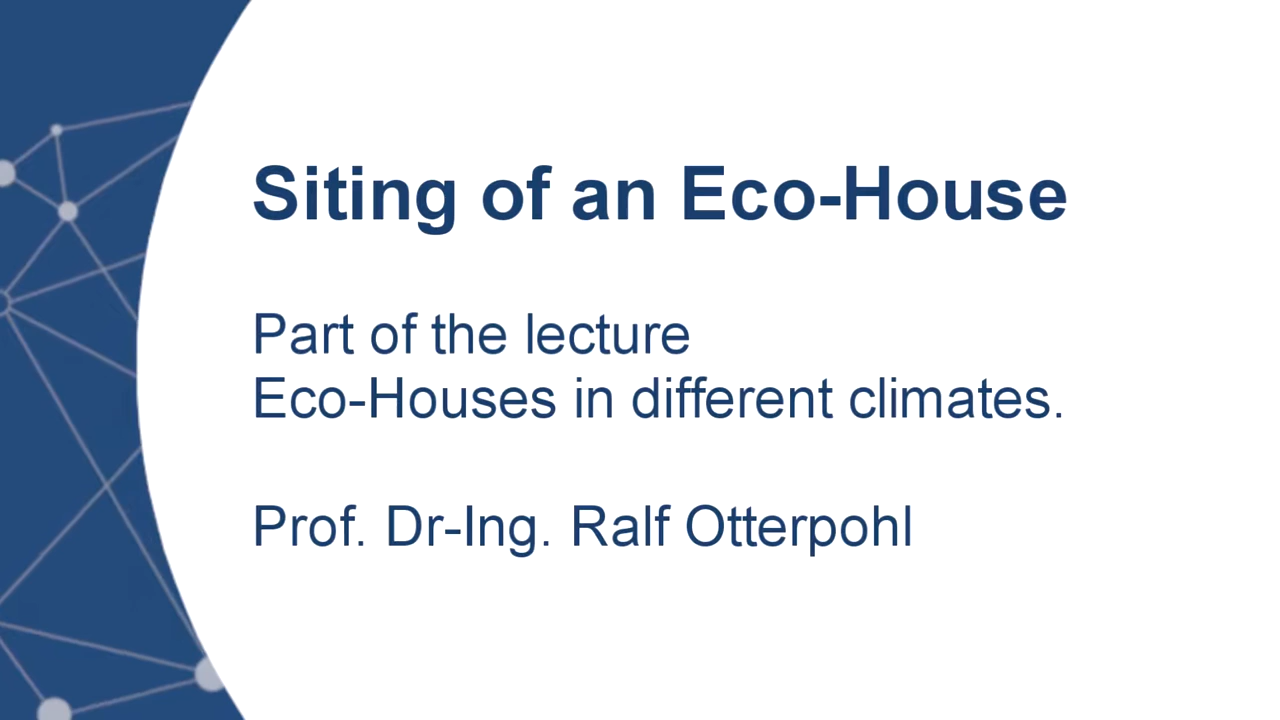 Siting of an Eco-House
Part of the lecture
Eco-Houses in different climates.
Prof. Dr-Ing. Ralf Otterpohl